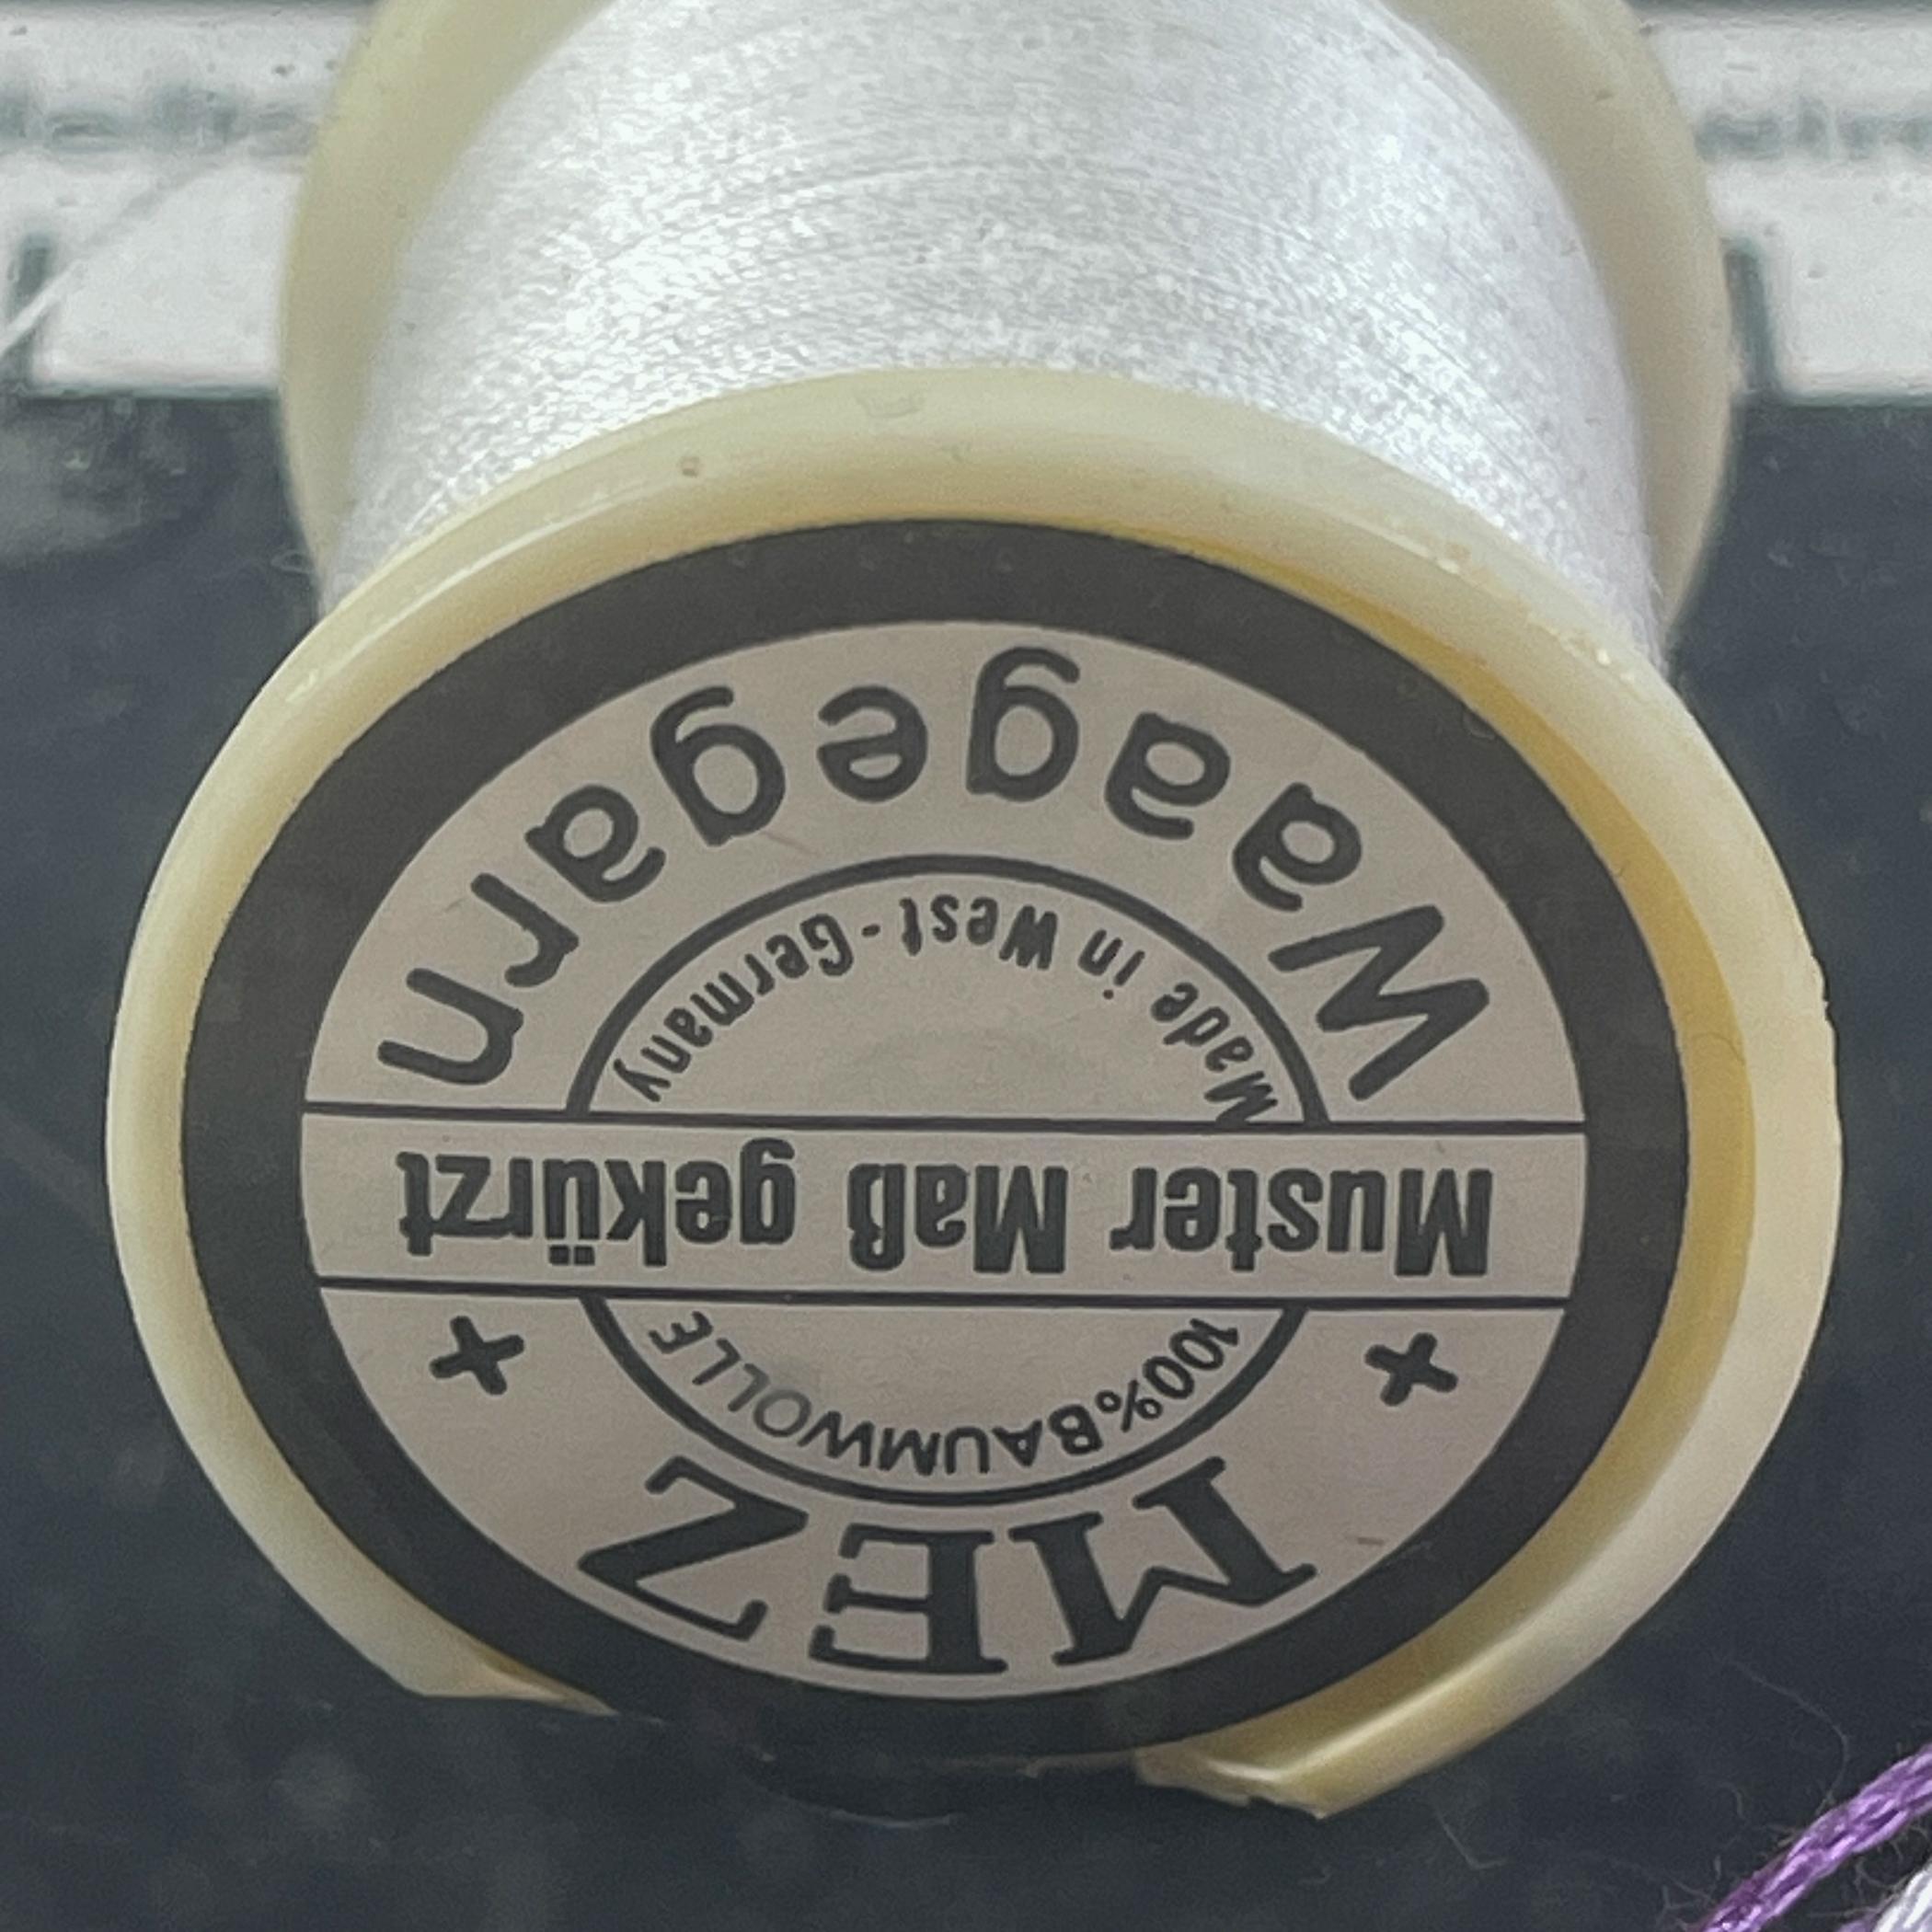 MEZ
100%BAUMWOLLE
Muster Maß gekürzt
Made in West-Germany
Waagegarn